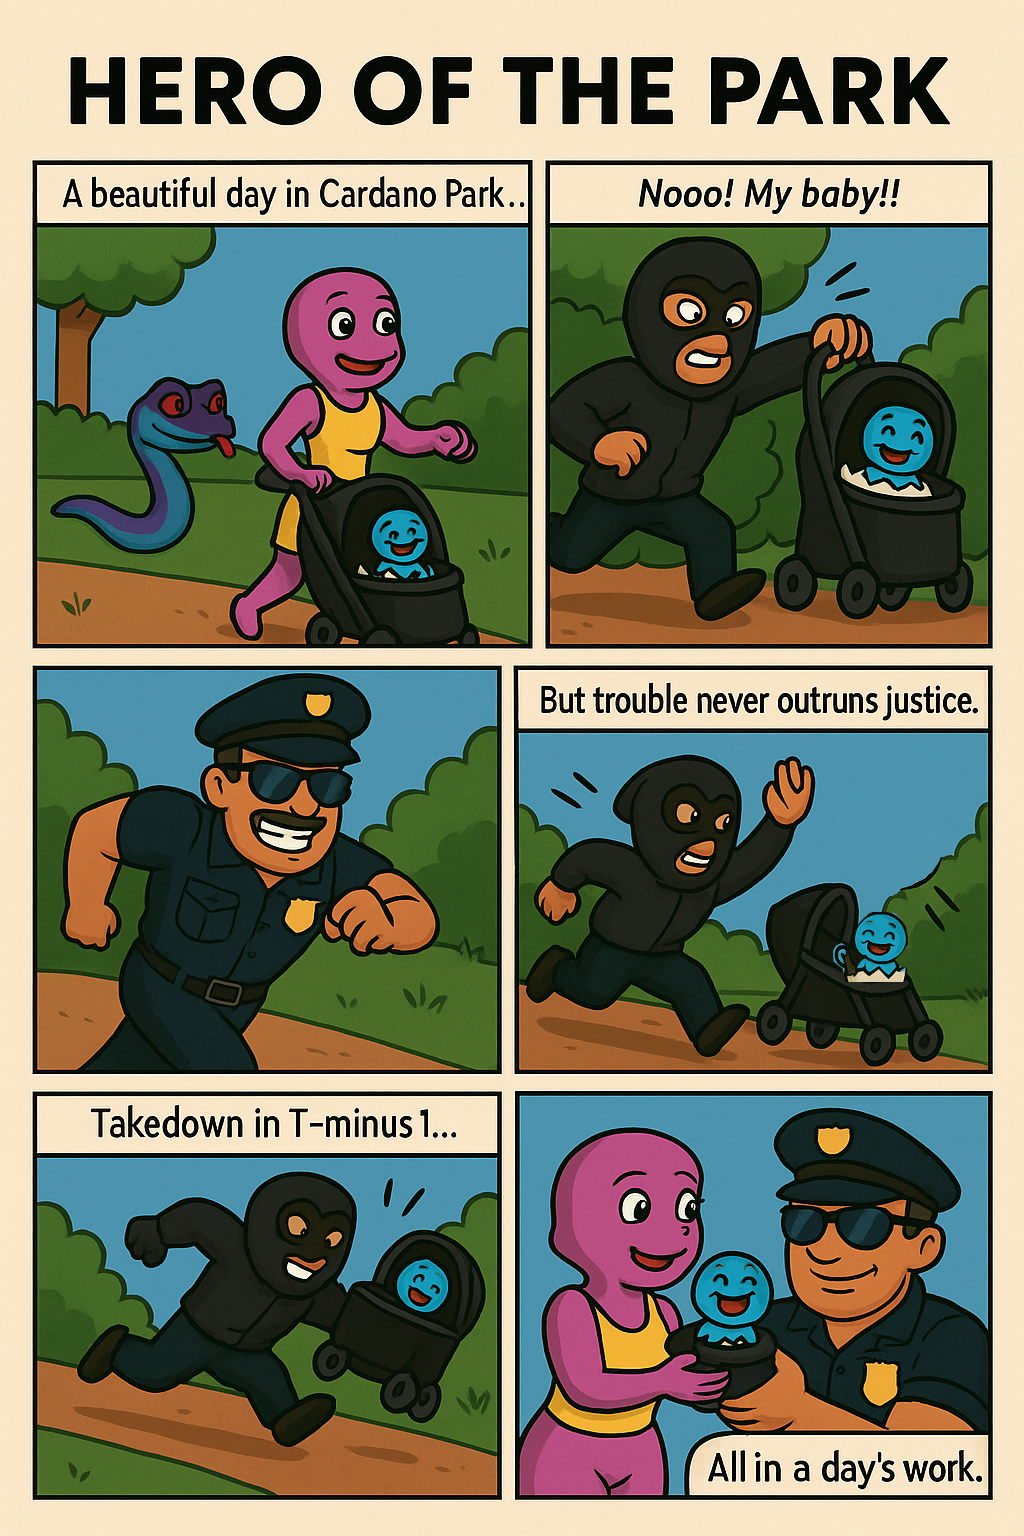 HERO OF THE PARK
A beautiful day in Cardano Park..
Nooo! My baby!!
But trouble never outruns justice.
Takedown in T-minus 1...
All in a day's work.